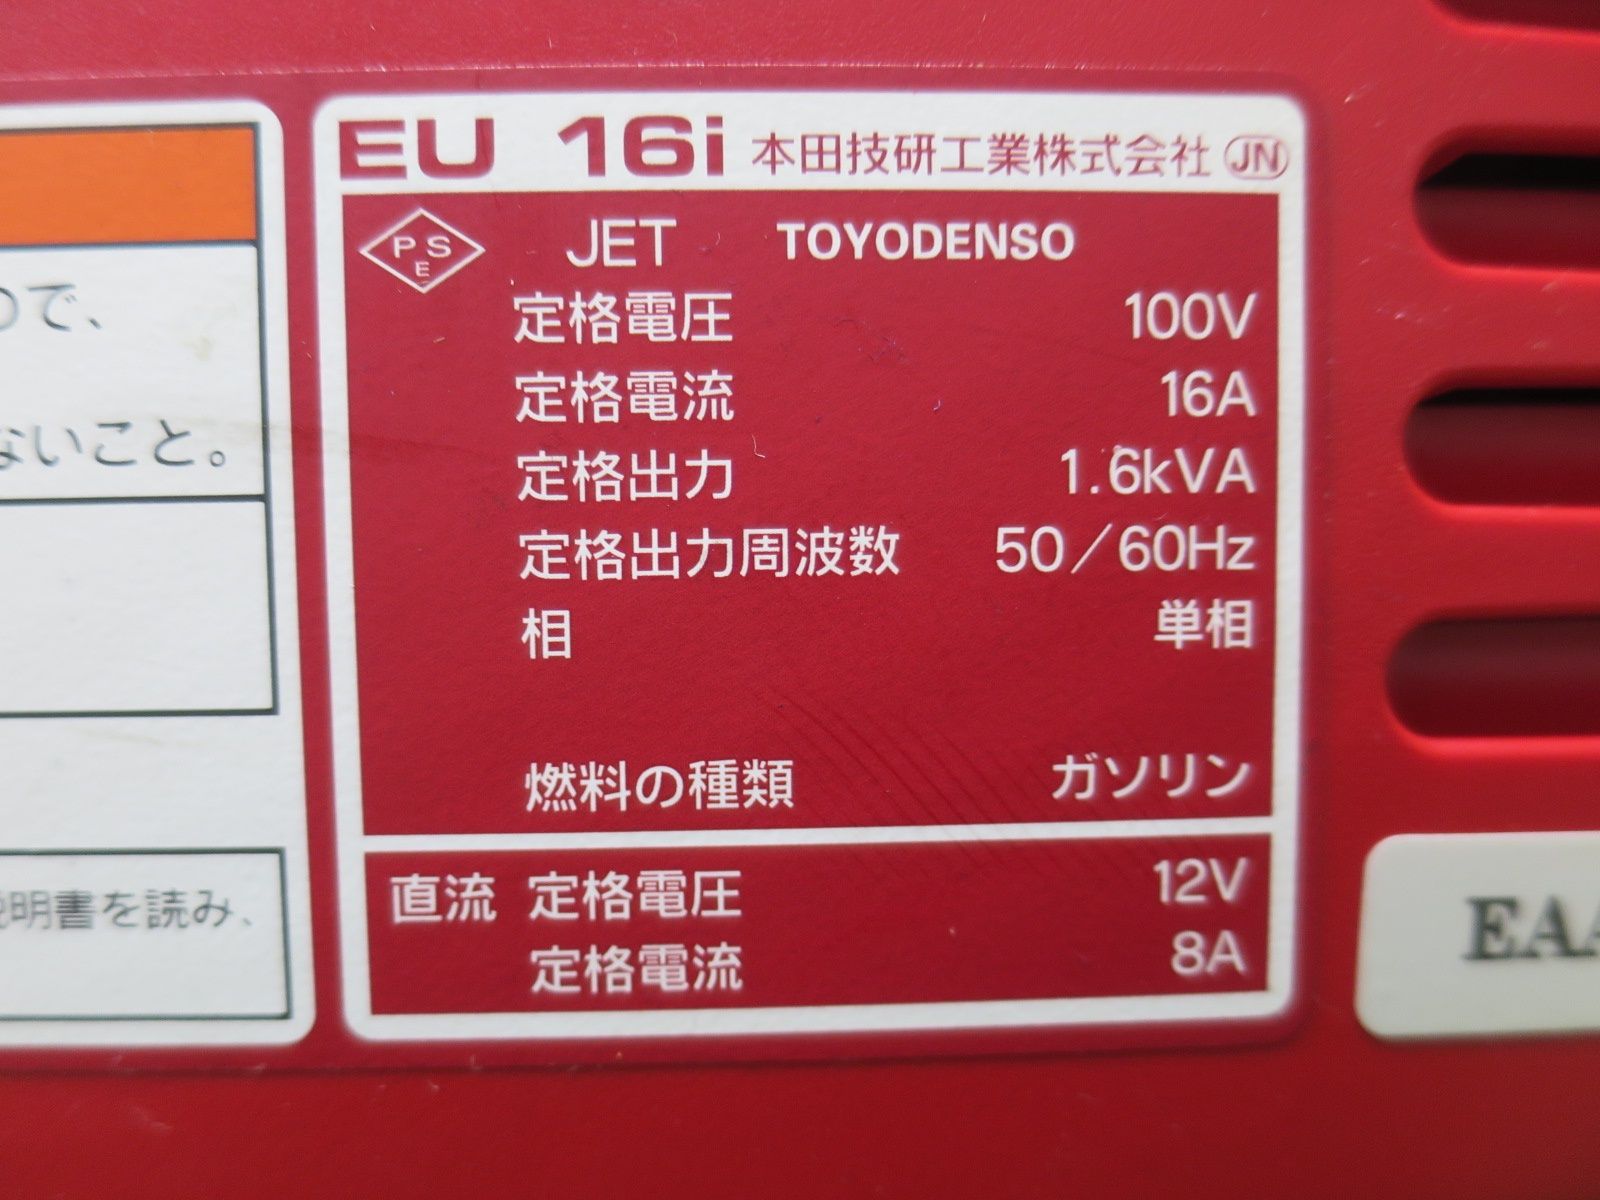 EU 16i 本田技研工業株式会社 JN
PSE JET TOYODENSO
定格電圧 100V
定格電流 16A
定格出力 1.6kVA
定格出力周波数 50／60Hz
相 単相
燃料の種類 ガソリン
直流 定格電圧 12V
定格電流 8A
ので、
ないこと。
明書を読み、
EAA